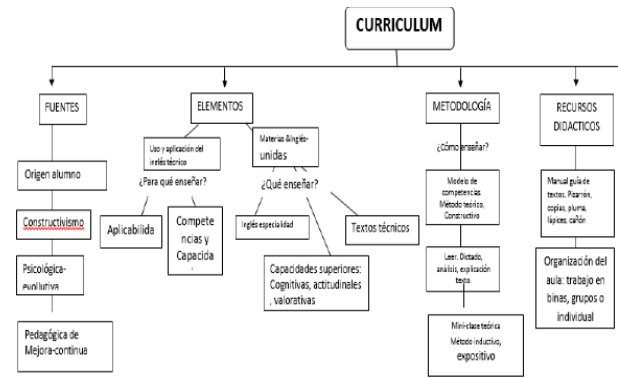 CURRICULUM
FUENTES
Origen alumno
Constructivismo
Psicológica-
evolutiva
Pedagógica de
Mejora-continua
ELEMENTOS
Uso y aplicación del
inglés técnico
¿Para qué enseñar?
Aplicabilida
Compete
ncias y
Capacida
.
Materias &Inglés-
unidas
¿Qué enseñar?
Inglés especialidad
Textos técnicos
Capacidades superiores:
Cognitivas, actitudinales
, valorativas
METODOLOGÍA
¿Cómo enseñar?
Modelo de
competencias.
Método teórico,
Constructivo
Leer. Dictado,
análisis, explicación
texto.
Mini-clase teórica
Método inductivo,
expositivo
RECURSOS
DIDACTICOS
Manual guía de
textos. Pizarrón,
copias, pluma,
lápices, cañón
Organización del
aula: trabajo en
binas, grupos o
individual